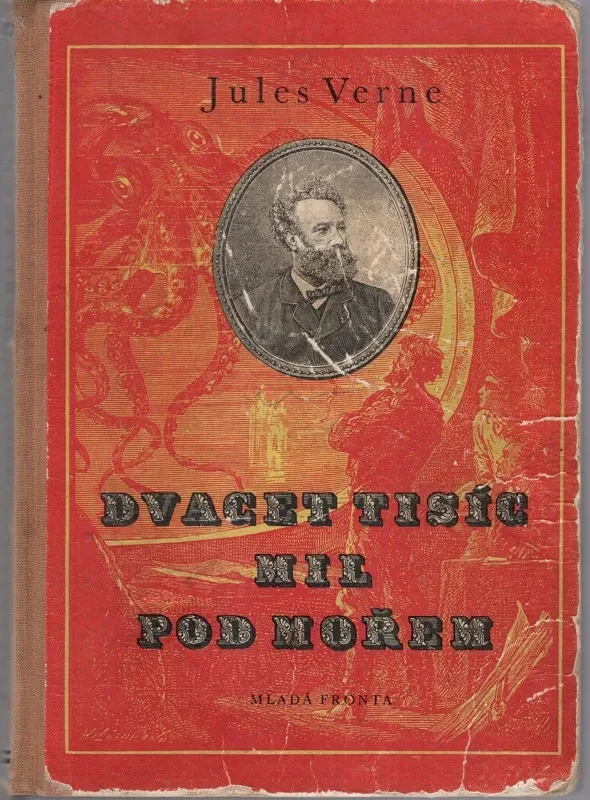 Jules Verne
DVACET TISÍC
MIL
POD MOŘEM
MLADÁ FRONTA